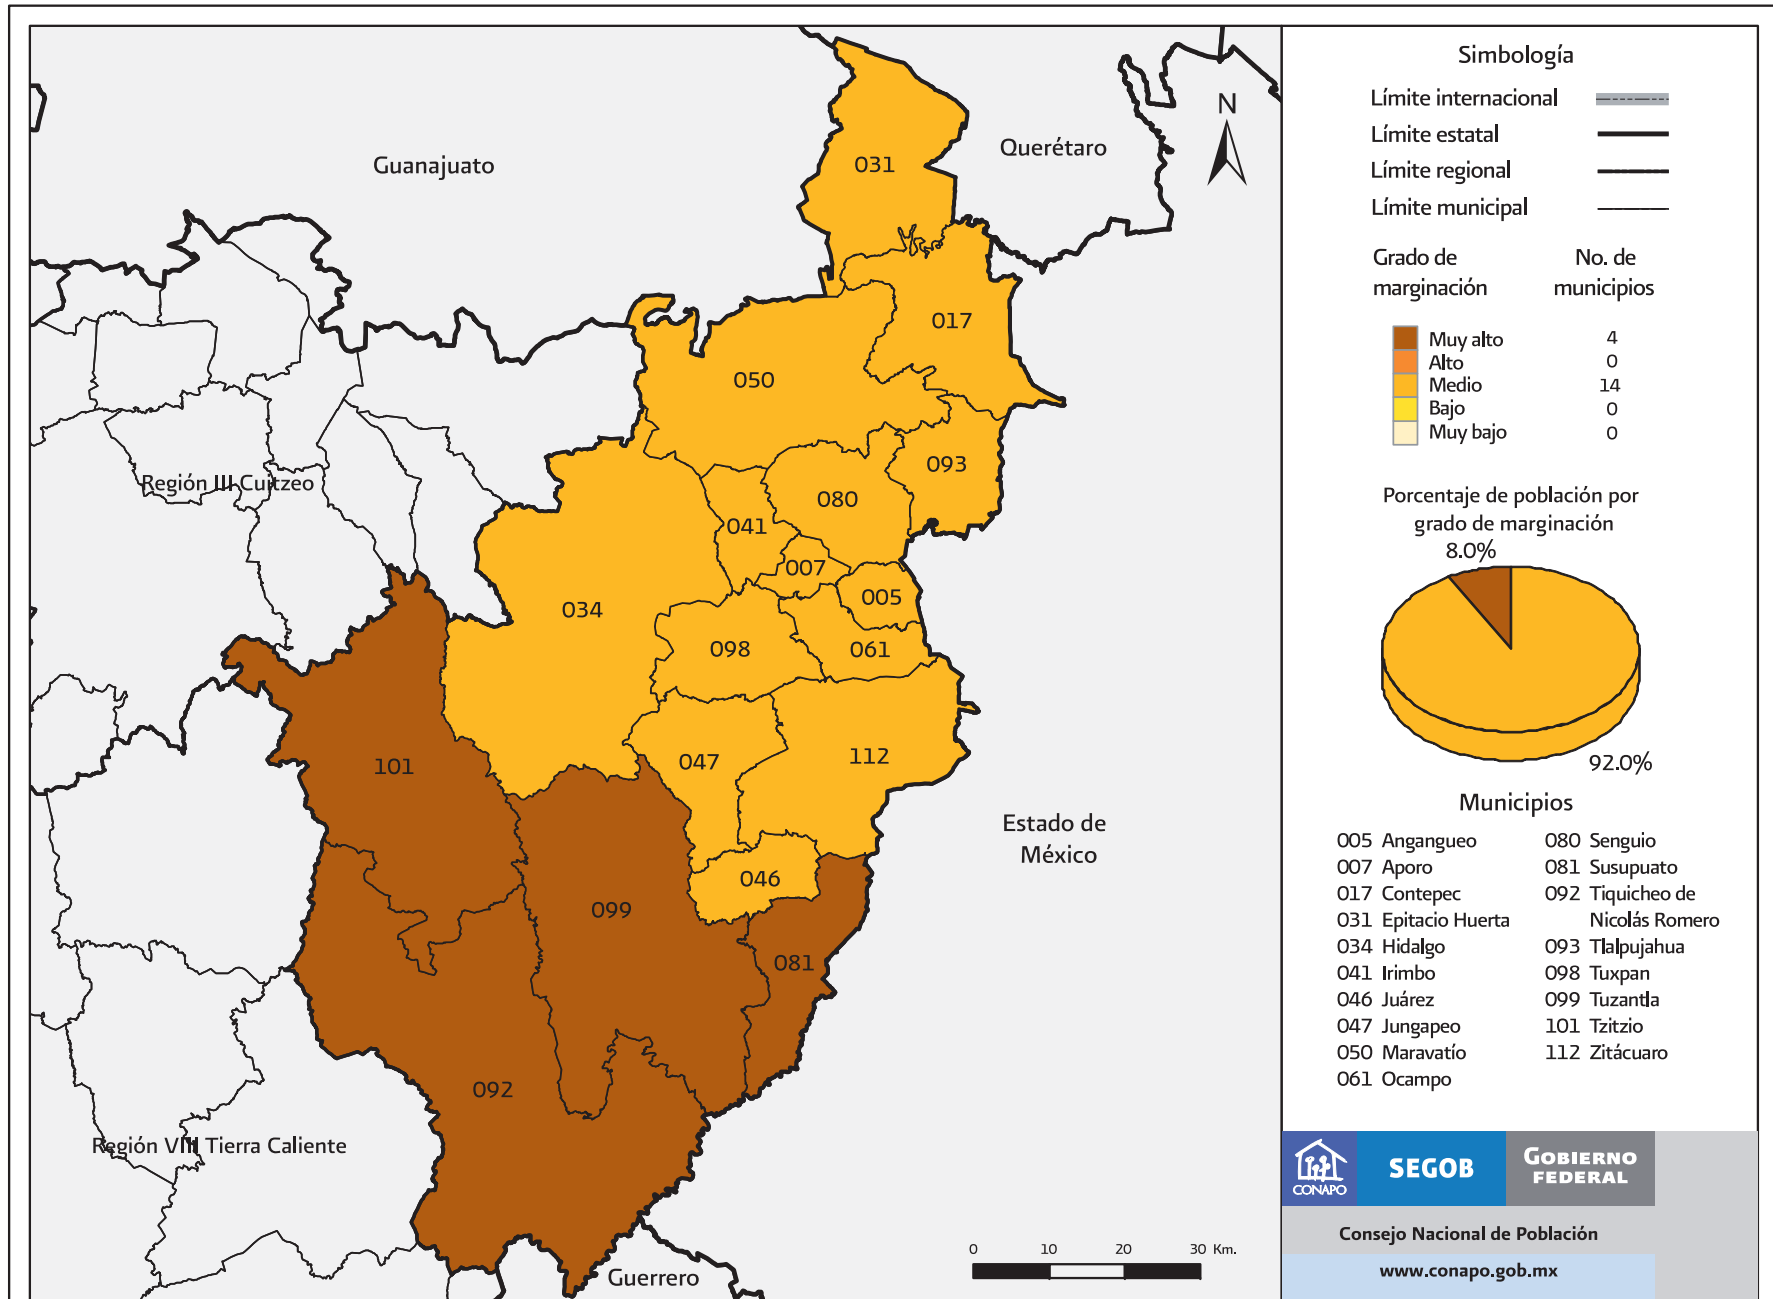 Guanajuato
Querétaro
N
031
017
050
093
080
041
007
005
034
098
061
Región III Cuitzeo
101
047
112
Estado de
México
046
099
081
092
Región VIII Tierra Caliente
Guerrero
0 10 20 30 Km.
Simbología
Límite internacional
Límite estatal
Límite regional
Límite municipal
Grado de marginación
No. de municipios
Muy alto 4
Alto 0
Medio 14
Bajo 0
Muy bajo 0
Porcentaje de población por
grado de marginación
8.0%
92.0%
Municipios
005 Angangueo
007 Aporo
017 Contepec
031 Epitacio Huerta
034 Hidalgo
041 Irimbo
046 Juárez
047 Jungapeo
050 Maravatío
061 Ocampo
080 Senguio
081 Susupuato
092 Tiquicheo de
Nicolás Romero
093 Tlalpujahua
098 Tuxpan
099 Tuzantla
101 Tzitzio
112 Zitácuaro
CONAPO
SEGOB
GOBIERNO
FEDERAL
Consejo Nacional de Población
www.conapo.gob.mx